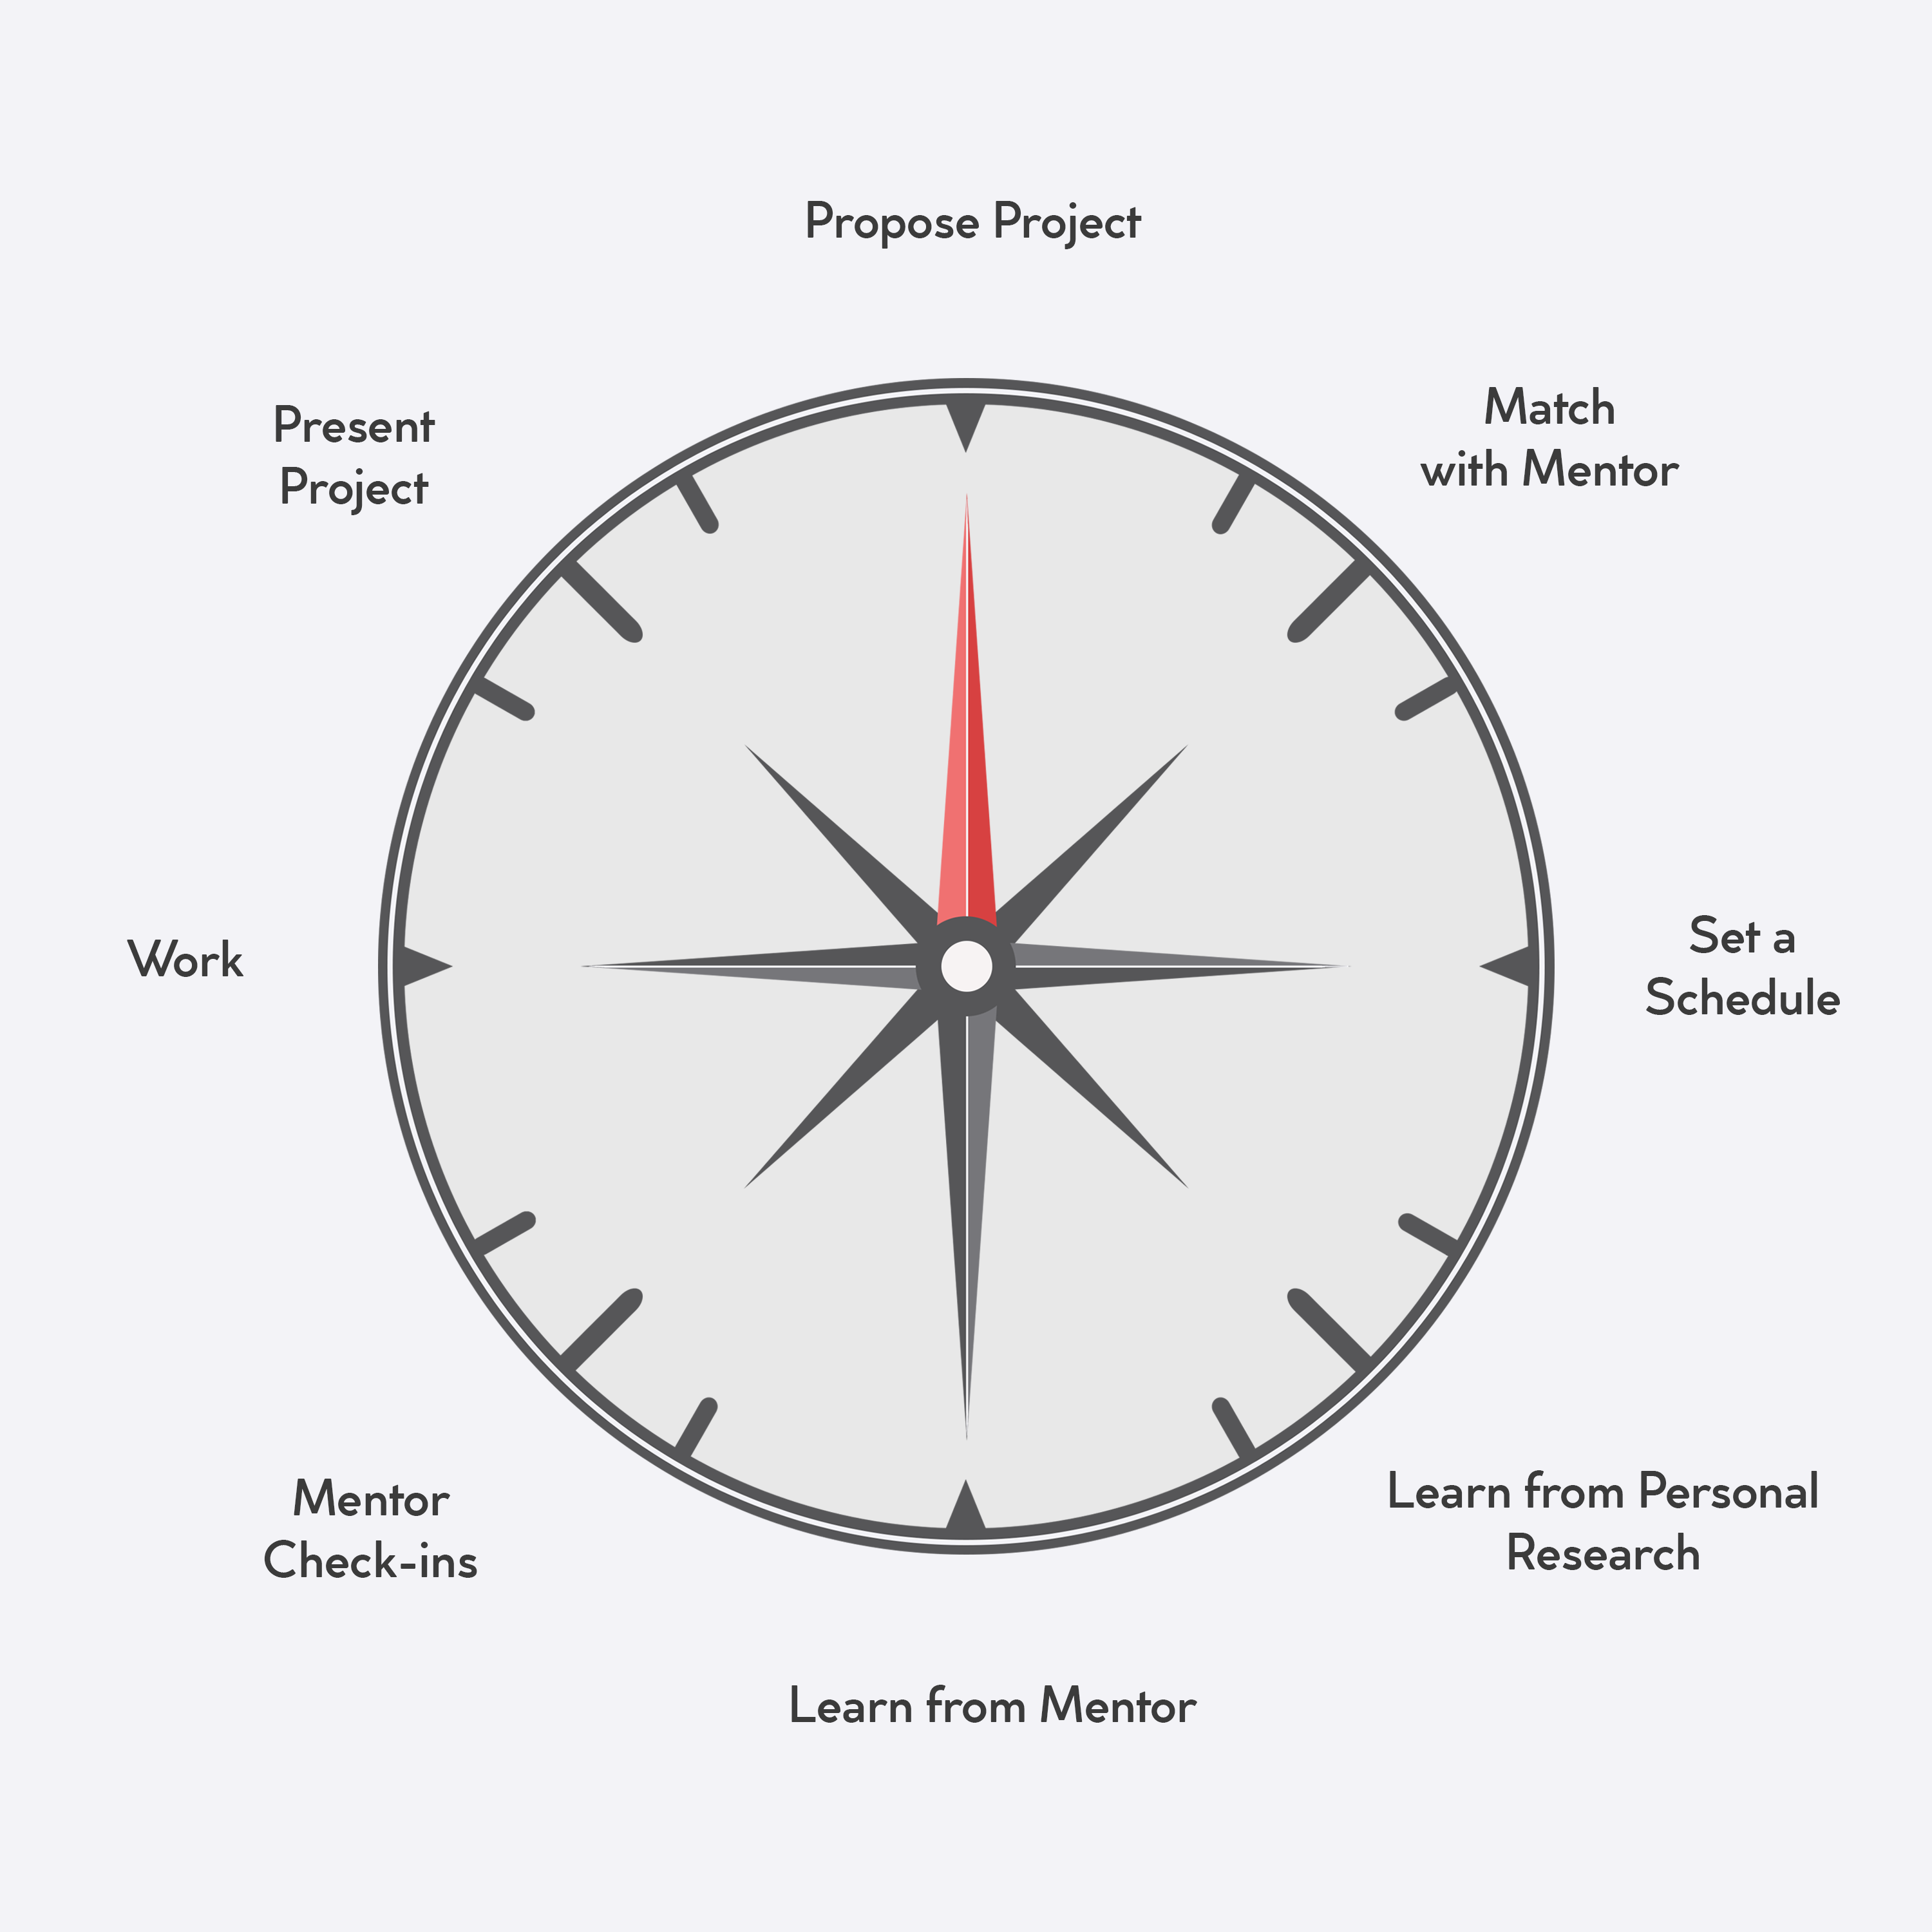 Propose Project
Match
with Mentor
Set a
Schedule
Learn from Personal
Research
Learn from Mentor
Mentor
Check-ins
Work
Present
Project